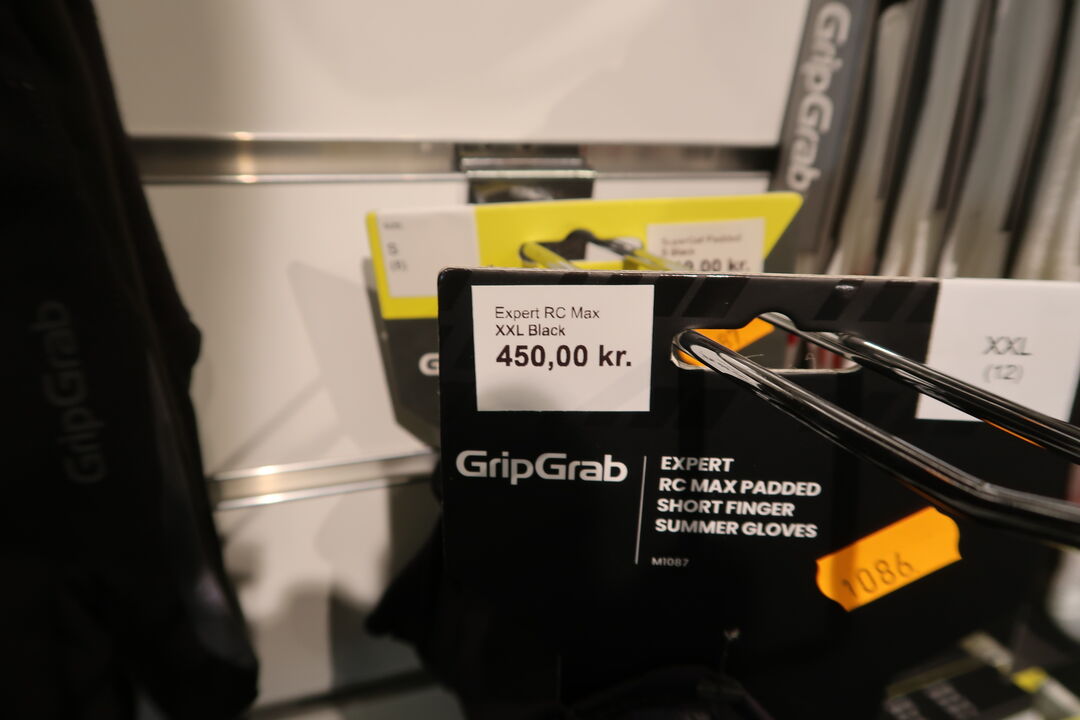 GripGrab
S
Expert RC Max
XXL Black
450,00 kr.
XXL
(12)
GripGrab
EXPERT
RC MAX PADDED
SHORT FINGER
SUMMER GLOVES
M1087
1086
GripGrab